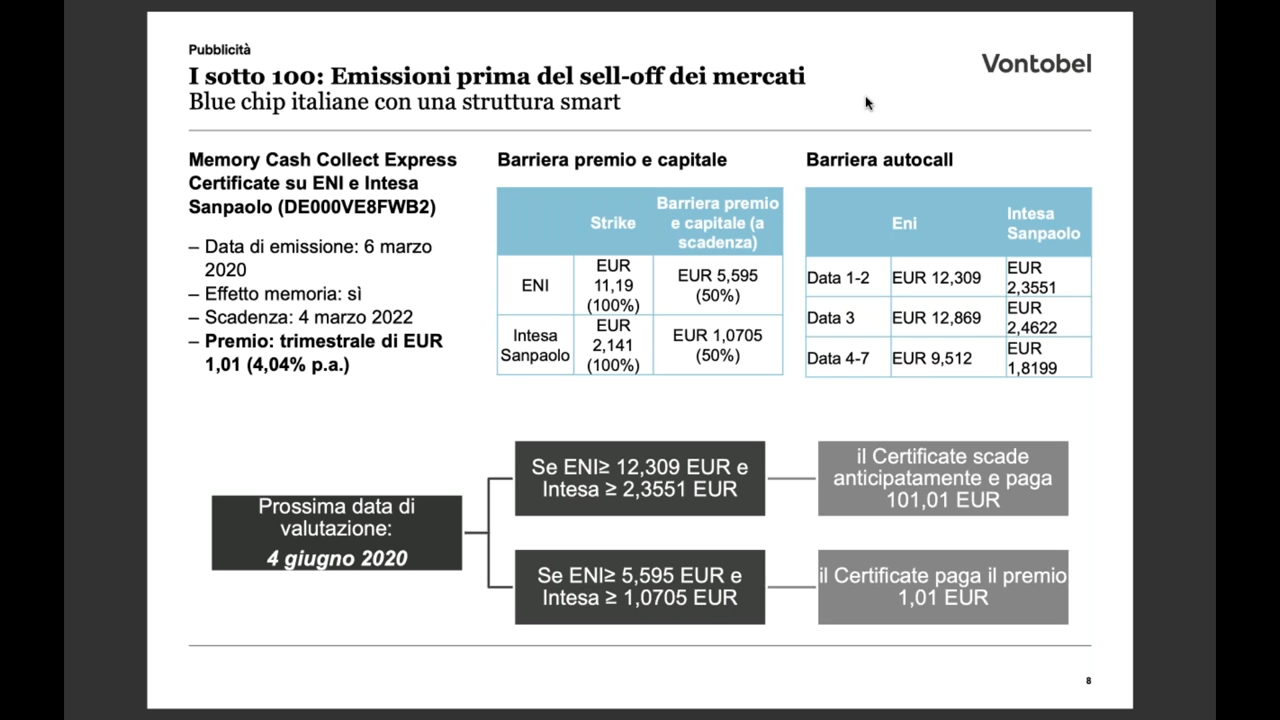 Pubblicità
I sotto 100: Emissioni prima del sell-off dei mercati
Blue chip italiane con una struttura smart
Vontobel
Memory Cash Collect Express
Certificate su ENI e Intesa
Sanpaolo (DE000VE8FWB2)
– Data di emissione: 6 marzo
2020
– Effetto memoria: sì
– Scadenza: 4 marzo 2022
– Premio: trimestrale di EUR
1,01 (4,04% p.a.)
Barriera premio e capitale
Strike
Barriera premio
e capitale (a
scadenza)
ENI
EUR
11,19
(100%)
EUR 5,595
(50%)
Intesa
Sanpaolo
EUR
2,141
(100%)
EUR 1,0705
(50%)
Barriera autocall
Eni
Intesa
Sanpaolo
Data 1-2
EUR 12,309
EUR
2,3551
Data 3
EUR 12,869
EUR
2,4622
Data 4-7
EUR 9,512
EUR
1,8199
Prossima data di
valutazione:
4 giugno 2020
Se ENI≥ 12,309 EUR e
Intesa ≥ 2,3551 EUR
il Certificate scade
anticipatamente e paga
101,01 EUR
Se ENI≥ 5,595 EUR e
Intesa ≥ 1,0705 EUR
il Certificate paga il premio
1,01 EUR
8